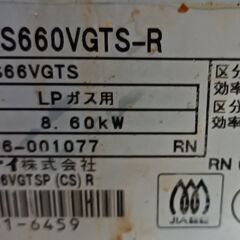 S660VGTS-R
S66VGTS
LPガス用
8.60kW
6-001077 RN
イ株式会社
6VGTSP (CS) R
1-6459
区分
効率
区分
効率
RN
JIA